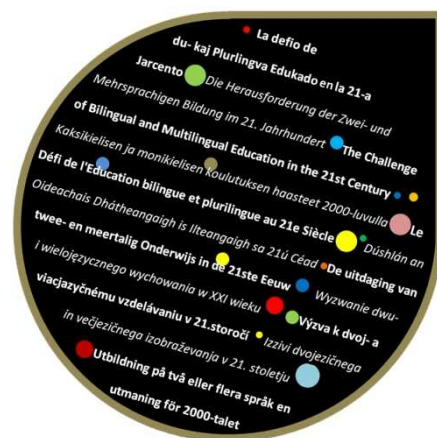 La defio de
du- kaj Plurlingva Edukado en la 21-a
Jarcento Die Herausforderung der Zwei- und
Mehrsprachigen Bildung im 21. Jahrhundert The Challenge
of Bilingual and Multilingual Education in the 21st Century
Kaksikielisen ja monikielisen koulutuksen haasteet 2000-luvulla Le
Défi de l'Education bilingue et plurilingue au 21e Siècle Dúshlán an
Oideachais Dhátheangaigh is Ilteangaigh sa 21ú Céad De uitdaging van
twee- en meertalig Onderwijs in de 21ste Eeuw Wyzwanie dwu-
i wielojęzycznego wychowania w XXI wieku Výzva k dvoj- a
viacjazyčnému vzdelávaniu v 21.storočí Izzivi dvojezičnega
in večjezičnega izobraževanja v 21. stoletju
Utbildning på två eller flera språk en
utmaning för 2000-talet